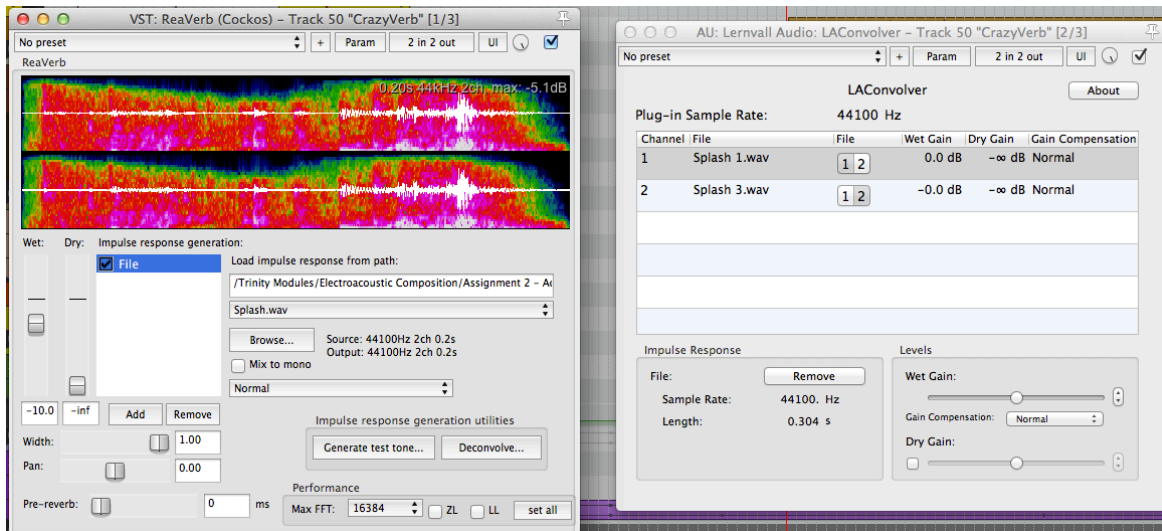 VST: ReaVerb (Cockos) – Track 50 "CrazyVerb" [1/3]
No preset
+
Param
2 in 2 out
UI
ReaVerb
0.20s 44kHz 2ch max: -5.1dB
Wet:
Dry:
Impulse response generation:
File
Load impulse response from path:
/Trinity Modules/Electroacoustic Composition/Assignment 2 – Ac
Splash.wav
Browse...
Source: 44100Hz 2ch 0.2s
Output: 44100Hz 2ch 0.2s
Mix to mono
Normal
-10.0
-inf
Add
Remove
Width:
1.00
Pan:
0.00
Impulse response generation utilities
Generate test tone...
Deconvolve...
Pre-reverb:
0
ms
Performance
Max FFT:
16384
ZL
LL
set all
AU: Lernvall Audio: LAConvolver – Track 50 "CrazyVerb" [2/3]
No preset
+
Param
2 in 2 out
UI
LAConvolver
About
Plug-in Sample Rate:
44100 Hz
Channel File File Wet Gain Dry Gain Gain Compensation
1 Splash 1.wav 1 2 0.0 dB -∞ dB Normal
2 Splash 3.wav 1 2 -0.0 dB -∞ dB Normal
Impulse Response
File:
Remove
Sample Rate: 44100. Hz
Length: 0.304 s
Levels
Wet Gain:
Gain Compensation: Normal
Dry Gain: